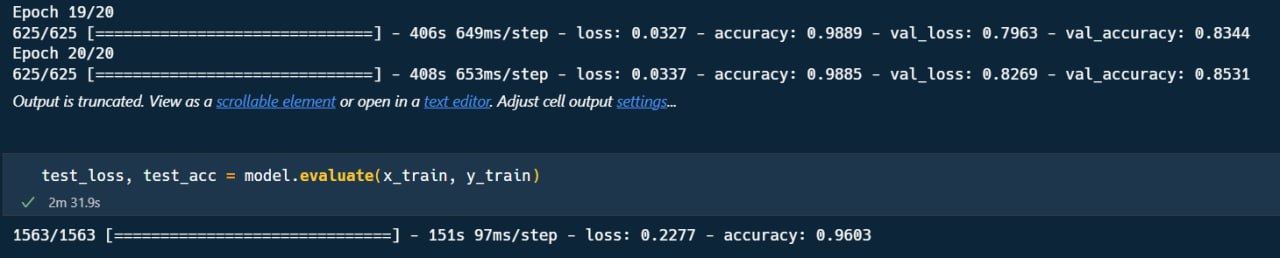 Epoch 19/20
625/625 [==============================] - 406s 649ms/step - loss: 0.0327 - accuracy: 0.9889 - val_loss: 0.7963 - val_accuracy: 0.8344
Epoch 20/20
625/625 [==============================] - 408s 653ms/step - loss: 0.0337 - accuracy: 0.9885 - val_loss: 0.8269 - val_accuracy: 0.8531
Output is truncated. View as a scrollable element or open in a text editor. Adjust cell output settings...
test_loss, test_acc = model.evaluate(x_train, y_train)
✓ 2m 31.9s
1563/1563 [==============================] - 151s 97ms/step - loss: 0.2277 - accuracy: 0.9603